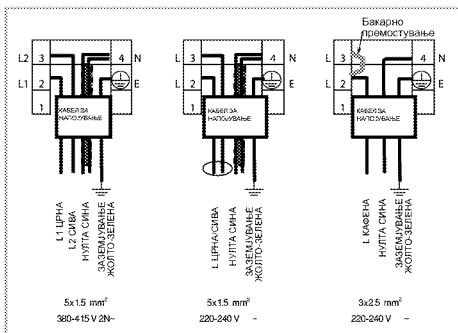 Бакарно
премостување
L2 3
4 N
L1 2
E
1
КАБЕЛ ЗА
НАПОЈУВАЊЕ
L1 ЦРНА
L2 СИВА
НУЛТА СИНА
ЗАЗЕМЈУВАЊЕ
ЖОЛТО-ЗЕЛЕНА
5x1.5 mm²
380-415 V 2N~
L 3
4 N
L 2
E
1
КАБЕЛ ЗА
НАПОЈУВАЊЕ
L ЦРНА/СИВА
НУЛТА СИНА
ЗАЗЕМЈУВАЊЕ
ЖОЛТО-ЗЕЛЕНА
5x1.5 mm²
220-240 V ~
L 3
4 N
L 2
E
1
КАБЕЛ ЗА
НАПОЈУВАЊЕ
L КАФЕНА
НУЛТА СИНА
ЗАЗЕМЈУВАЊЕ
ЖОЛТО-ЗЕЛЕНА
3x2.5 mm²
220-240 V ~